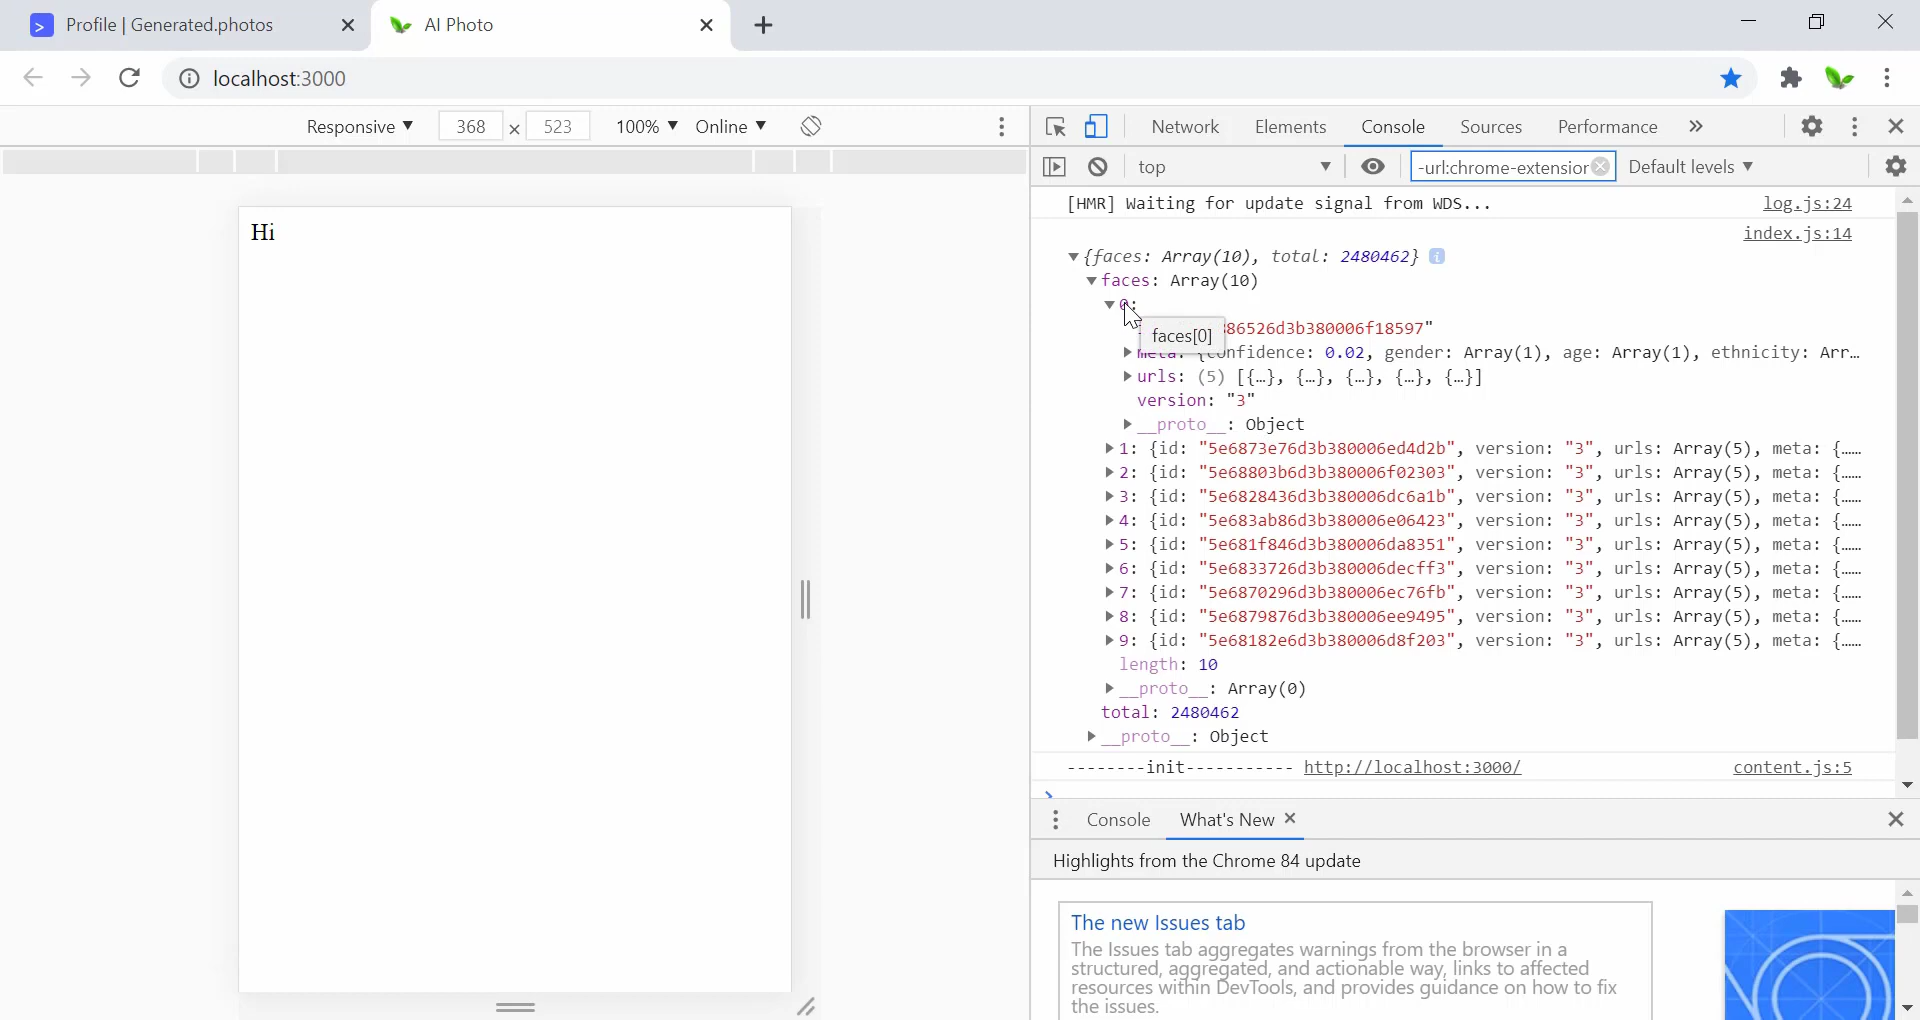 Profile | Generated.photos
AI Photo
localhost:3000
Responsive
368 × 523
100%
Online
Network Elements Console Sources Performance »
top
-url:chrome-extension
Default levels
[HMR] Waiting for update signal from WDS... log.js:24
index.js:14
{faces: Array(10), total: 2480462} i
faces: Array(10)
0:
faces[0]
86526d3b380006f18597"
meta: {confidence: 0.02, gender: Array(1), age: Array(1), ethnicity: Arr…
urls: (5) [{…}, {…}, {…}, {…}, {…}]
version: "3"
__proto__: Object
1: {id: "5e6873e76d3b380006ed4d2b", version: "3", urls: Array(5), meta: {……
2: {id: "5e68803b6d3b380006f02303", version: "3", urls: Array(5), meta: {……
3: {id: "5e6828436d3b380006dc6a1b", version: "3", urls: Array(5), meta: {……
4: {id: "5e683ab86d3b380006e06423", version: "3", urls: Array(5), meta: {……
5: {id: "5e681f846d3b380006da8351", version: "3", urls: Array(5), meta: {……
6: {id: "5e6833726d3b380006decff3", version: "3", urls: Array(5), meta: {……
7: {id: "5e6870296d3b380006ec76fb", version: "3", urls: Array(5), meta: {……
8: {id: "5e6879876d3b380006ee9495", version: "3", urls: Array(5), meta: {……
9: {id: "5e68182e6d3b380006d8f203", version: "3", urls: Array(5), meta: {……
length: 10
__proto__: Array(0)
total: 2480462
__proto__: Object
--------init----------- http://localhost:3000/ content.js:5
Hi
Console What's New
Highlights from the Chrome 84 update
The new Issues tab
The Issues tab aggregates warnings from the browser in a
structured, aggregated, and actionable way, links to affected
resources within DevTools, and provides guidance on how to fix
the issues.